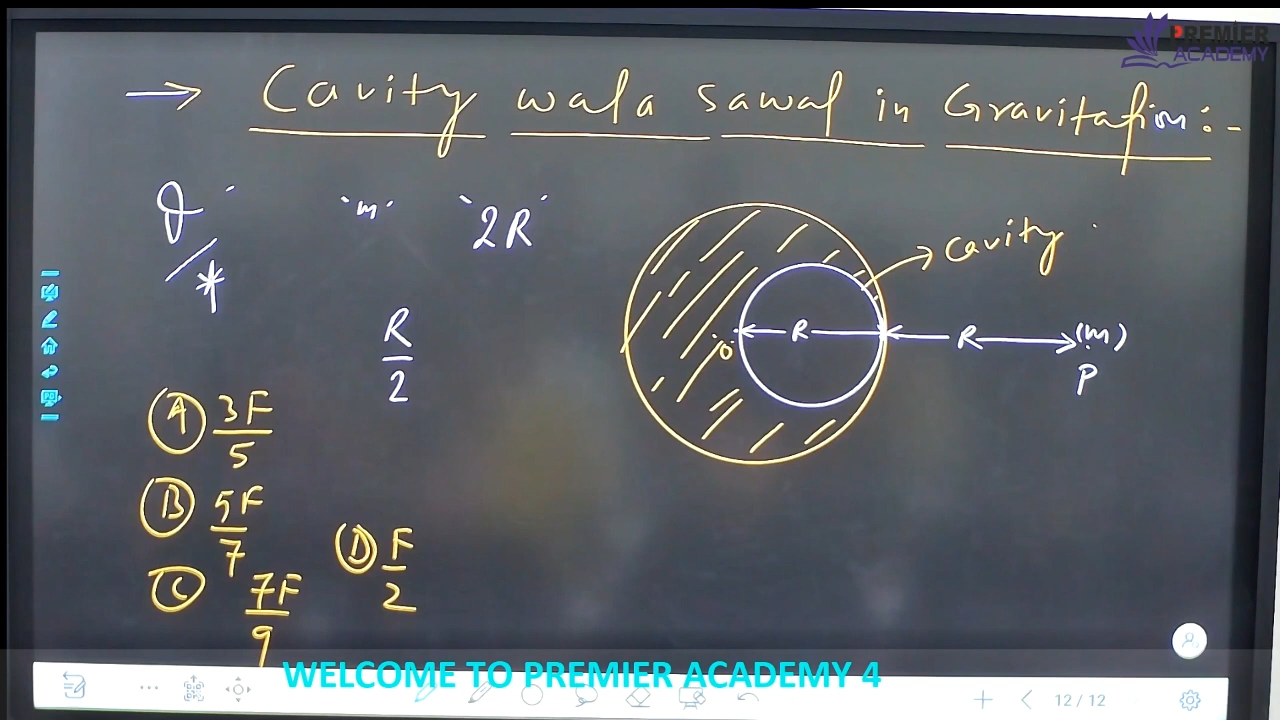 PREMIER
ACADEMY
→ Cavity wala sawal in Gravitation:-
Q *
'm' '2R'
R/2
cavity
O
R
R
(m)
P
(A) 3F/5
(B) 5F/7
(C) 7F/9
(D) F/2
WELCOME TO PREMIER ACADEMY 4
12/12